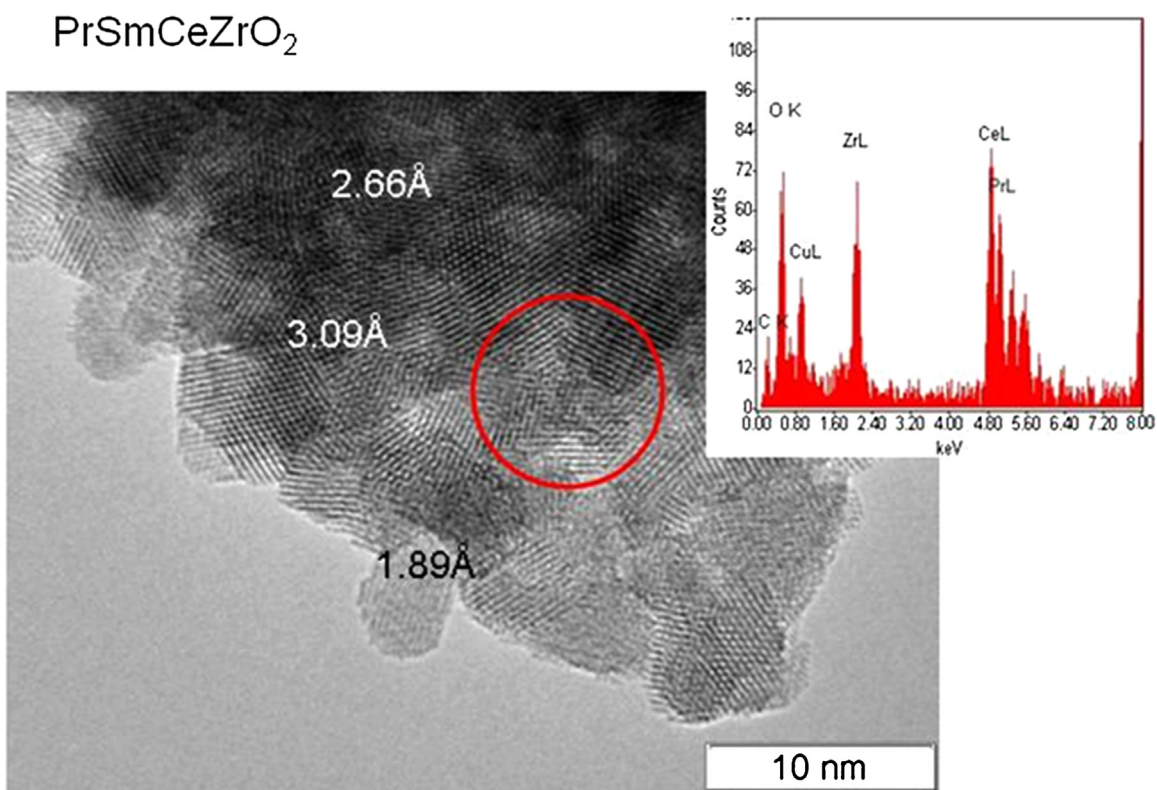 PrSmCeZrO₂
2.66Å
3.09Å
1.89Å
10 nm
108
96
84
72
60
48
36
24
12
0
Counts
O K
ZrL
CeL
PrL
CuL
C K
0.00 0.80 1.60 2.40 3.20 4.00 4.80 5.60 6.40 7.20 8.00
keV